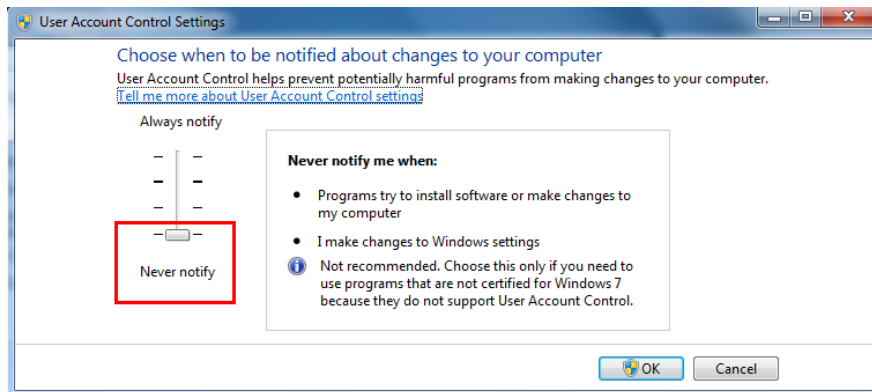 User Account Control Settings
Choose when to be notified about changes to your computer
User Account Control helps prevent potentially harmful programs from making changes to your computer.
Tell me more about User Account Control settings
Always notify
Never notify
Never notify me when:
• Programs try to install software or make changes to
my computer
• I make changes to Windows settings
Not recommended. Choose this only if you need to
use programs that are not certified for Windows 7
because they do not support User Account Control.
OK Cancel